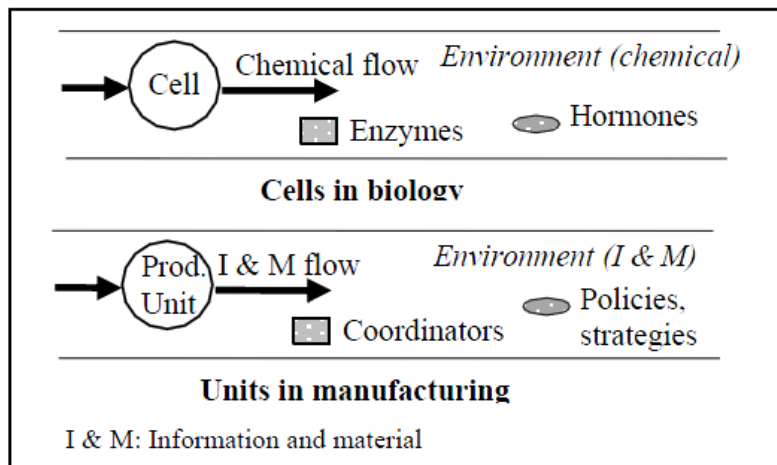 Cell
Chemical flow
Environment (chemical)
Enzymes
Hormones
Cells in biology
Prod. Unit
I & M flow
Environment (I & M)
Coordinators
Policies,
strategies
Units in manufacturing
I & M: Information and material